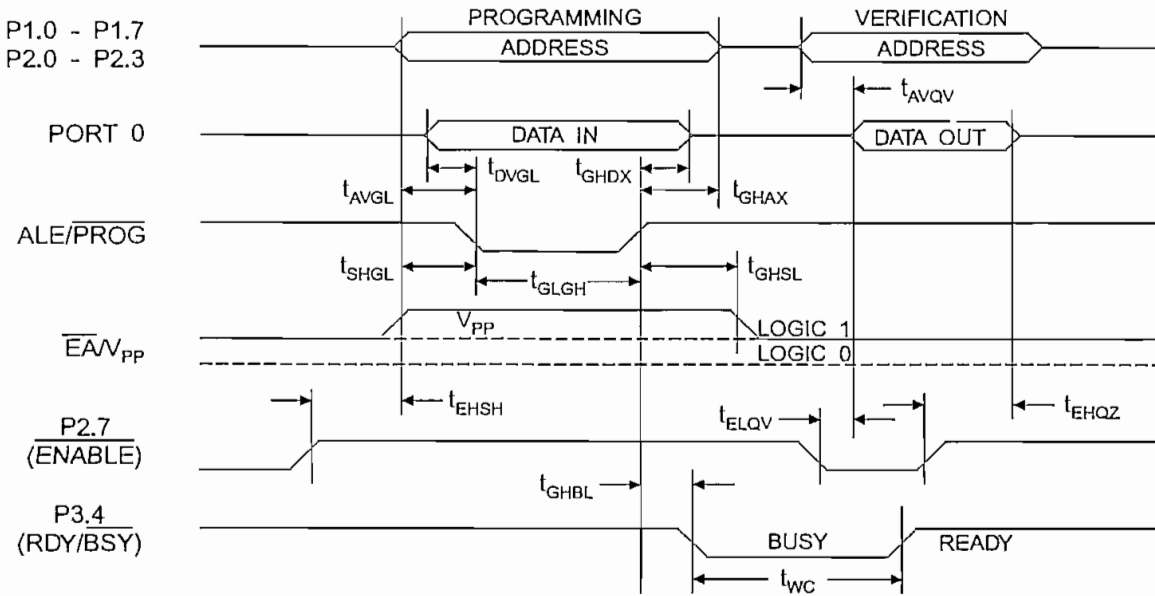 PROGRAMMING
VERIFICATION
P1.0 - P1.7
P2.0 - P2.3
ADDRESS
ADDRESS
tAVQV
PORT 0
DATA IN
DATA OUT
tDVGL
tGHDX
tAVGL
tGHAX
ALE/PROG
tSHGL
tGLGH
tGHSL
VPP
LOGIC 1
EA/VPP
LOGIC 0
tEHSH
tELQV
tEHQZ
P2.7
(ENABLE)
tGHBL
P3.4
(RDY/BSY)
BUSY
READY
tWC